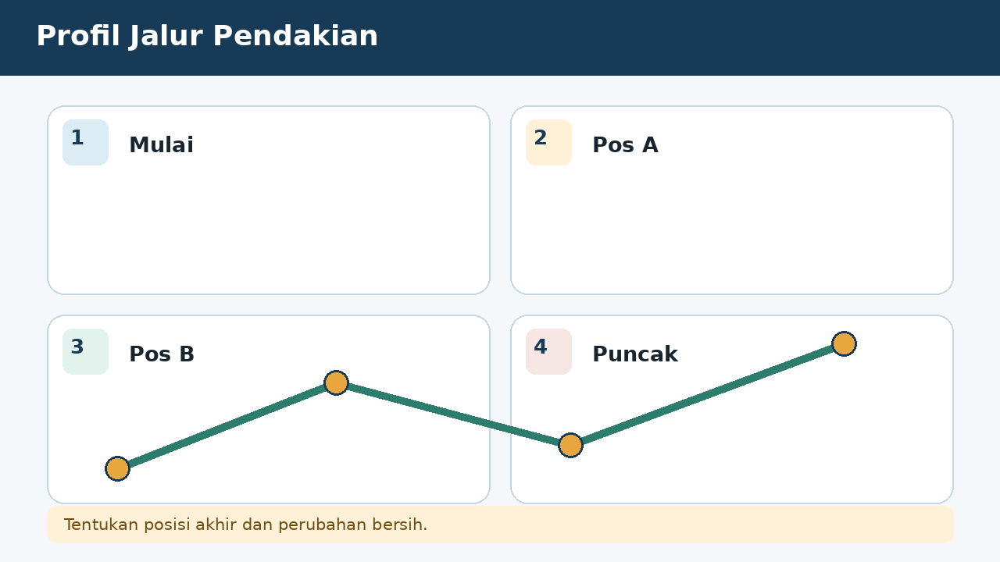 Profil Jalur Pendakian
1
Mulai
2
Pos A
3
Pos B
4
Puncak
Tentukan posisi akhir dan perubahan bersih.